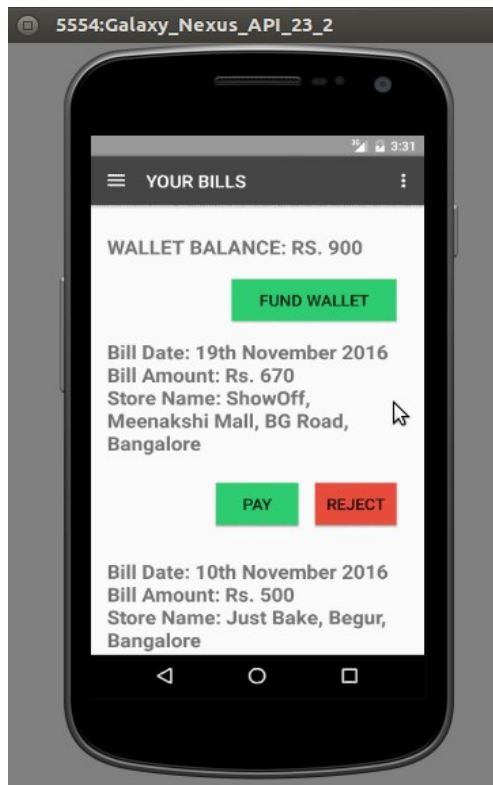 5554:Galaxy_Nexus_API_23_2
3G 3:31
YOUR BILLS
WALLET BALANCE: RS. 900
FUND WALLET
Bill Date: 19th November 2016
Bill Amount: Rs. 670
Store Name: ShowOff,
Meenakshi Mall, BG Road,
Bangalore
PAY REJECT
Bill Date: 10th November 2016
Bill Amount: Rs. 500
Store Name: Just Bake, Begur,
Bangalore